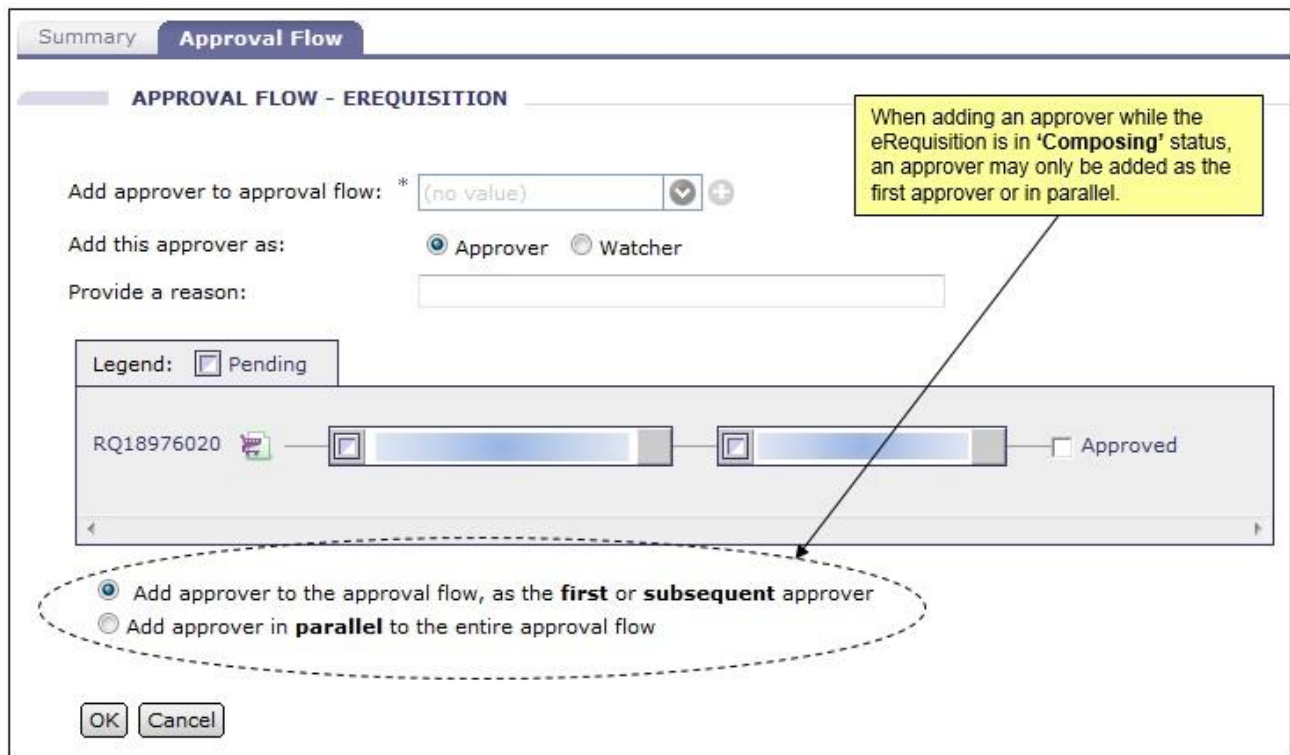 Summary
Approval Flow
APPROVAL FLOW - EREQUISITION
When adding an approver while the
eRequisition is in ‘Composing’ status,
an approver may only be added as the
first approver or in parallel.
Add approver to approval flow: * (no value)
Add this approver as: Approver Watcher
Provide a reason:
Legend: Pending
RQ18976020 Approved
Add approver to the approval flow, as the first or subsequent approver
Add approver in parallel to the entire approval flow
OK Cancel